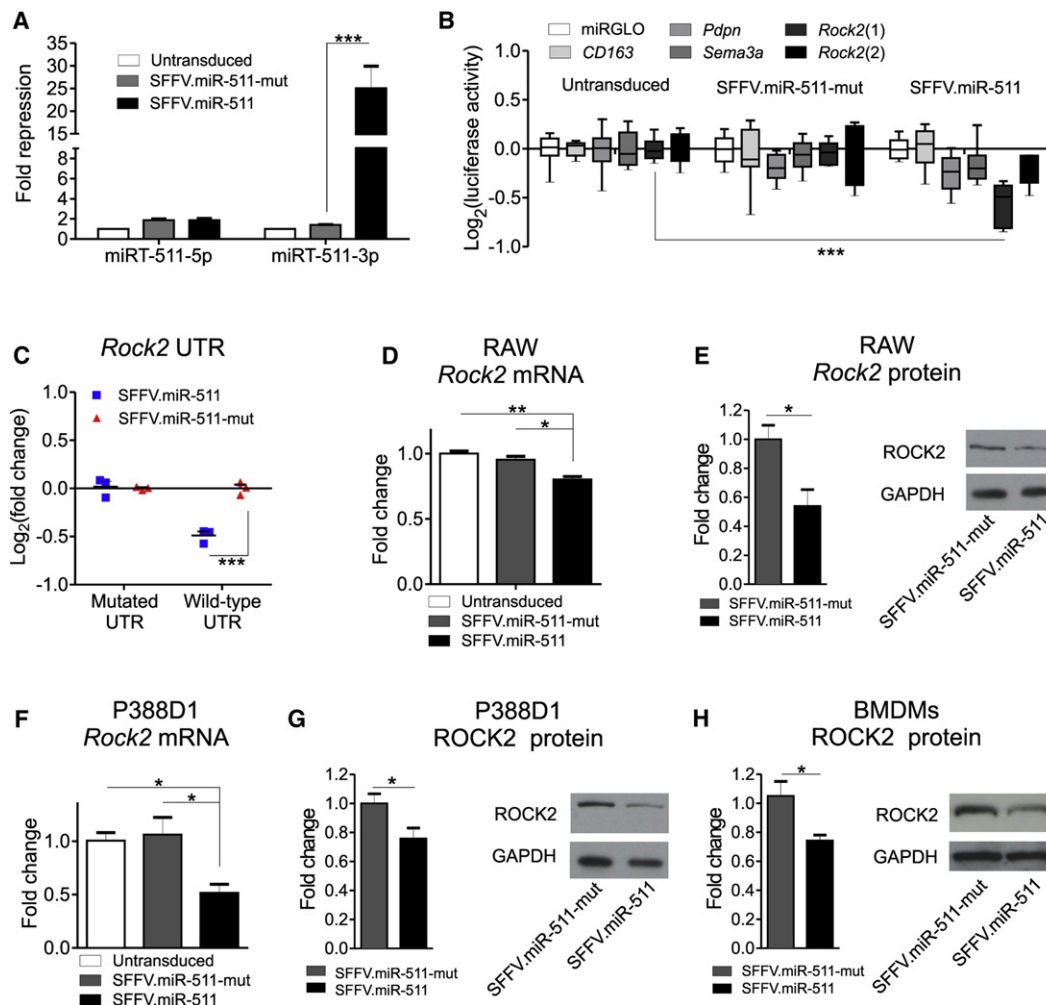 A
Fold repression
35
30
25
20
15
10
8
6
4
2
0
Untransduced
SFFV.miR-511-mut
SFFV.miR-511
***
miRT-511-5p
miRT-511-3p
B
miRGLO
CD163
Pdpn
Sema3a
Rock2(1)
Rock2(2)
Log2(luciferase activity)
1.0
0.5
0.0
-0.5
-1.0
Untransduced
SFFV.miR-511-mut
SFFV.miR-511
***
C
Rock2 UTR
SFFV.miR-511
SFFV.miR-511-mut
Log2(fold change)
1.0
0.5
0.0
-0.5
-1.0
***
Mutated UTR
Wild-type UTR
D
RAW
Rock2 mRNA
Fold change
1.0
0.5
0.0
**
*
Untransduced
SFFV.miR-511-mut
SFFV.miR-511
E
RAW
Rock2 protein
Fold change
1.2
1.0
0.8
0.6
0.4
0.2
0.0
*
SFFV.miR-511-mut
SFFV.miR-511
ROCK2
GAPDH
SFFV.miR-511-mut
SFFV.miR-511
F
P388D1
Rock2 mRNA
Fold change
1.0
0.5
0.0
*
*
Untransduced
SFFV.miR-511-mut
SFFV.miR-511
G
P388D1
ROCK2 protein
Fold change
1.2
1.0
0.8
0.6
0.4
0.2
0.0
*
SFFV.miR-511-mut
SFFV.miR-511
ROCK2
GAPDH
SFFV.miR-511-mut
SFFV.miR-511
H
BMDMs
ROCK2 protein
Fold change
1.2
1.0
0.8
0.6
0.4
0.2
0.0
*
SFFV.miR-511-mut
SFFV.miR-511
ROCK2
GAPDH
SFFV.miR-511-mut
SFFV.miR-511